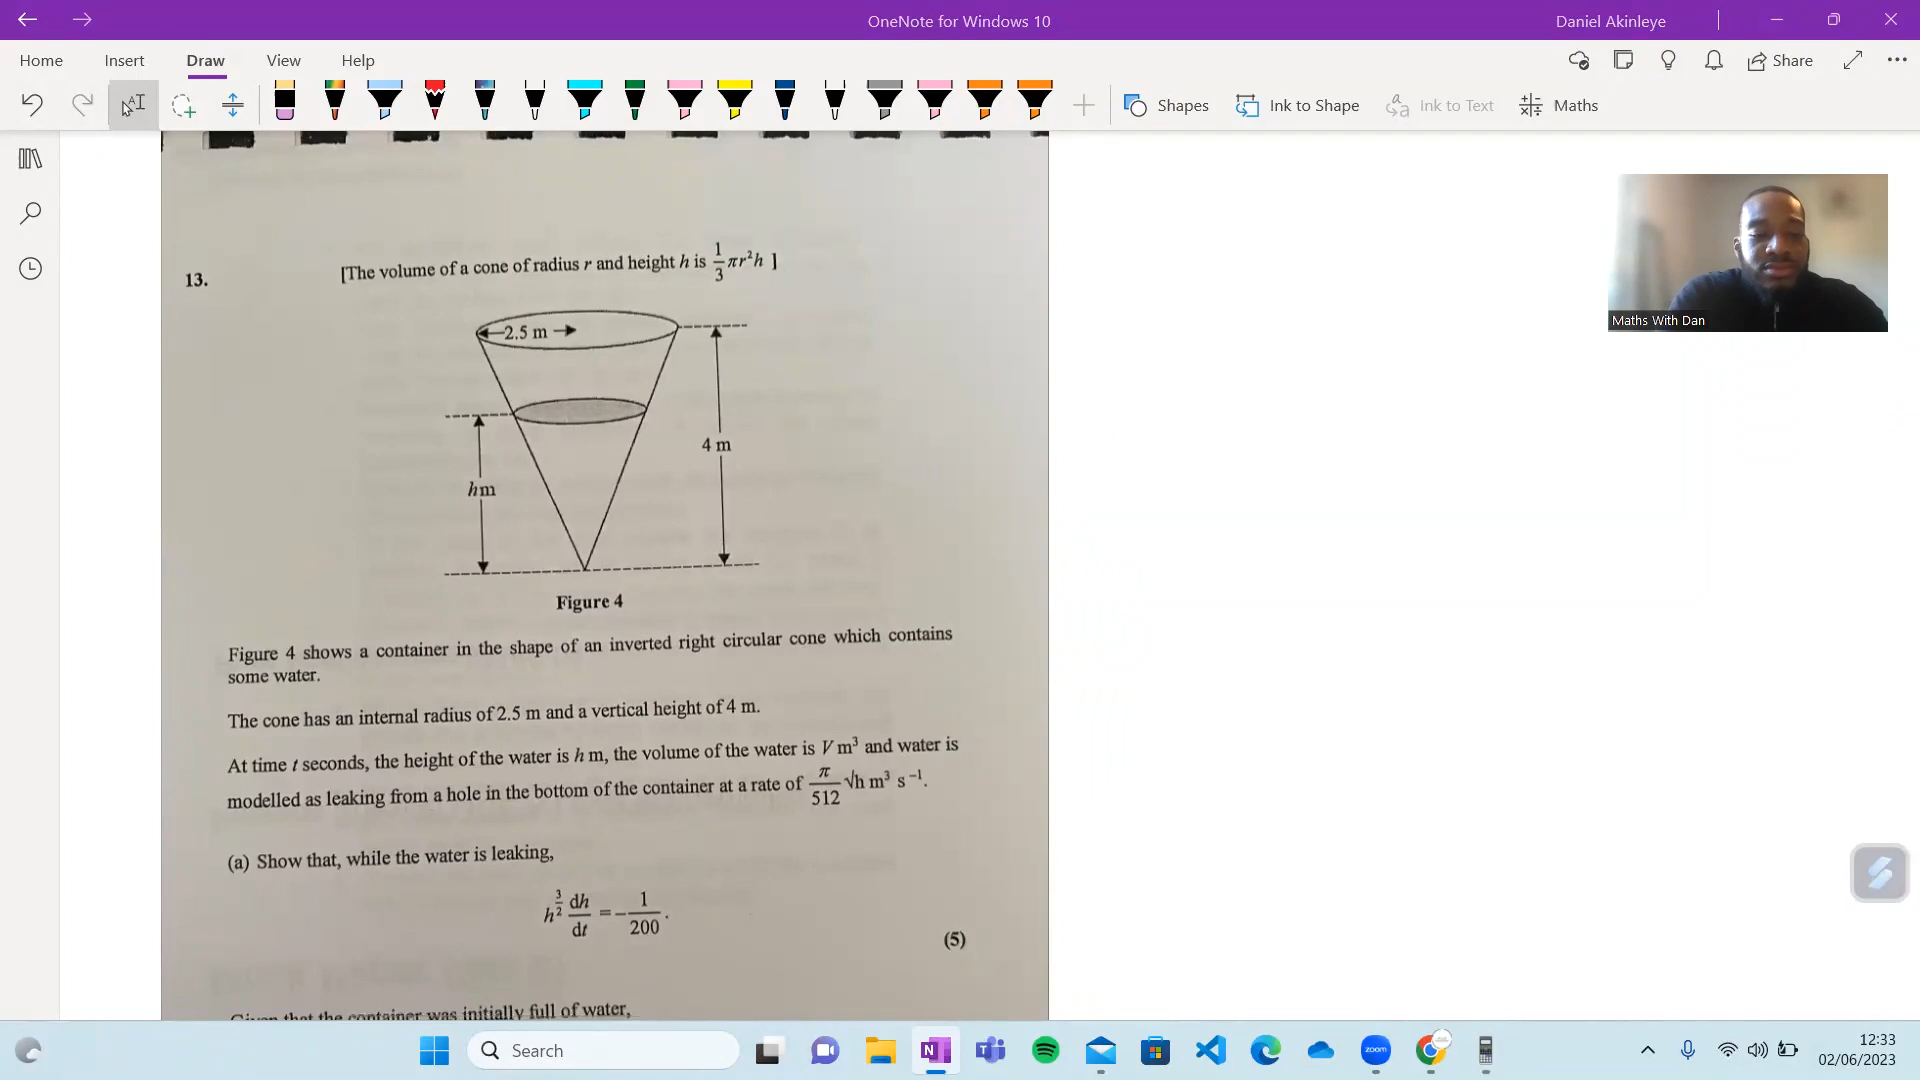 OneNote for Windows 10
Daniel Akinleye
Home
Insert
Draw
View
Help
Share
Shapes
Ink to Shape
Ink to Text
Maths
13.
[The volume of a cone of radius r and height h is 1/3 πr²h ]
2.5 m
4 m
hm
Figure 4
Figure 4 shows a container in the shape of an inverted right circular cone which contains
some water.
The cone has an internal radius of 2.5 m and a vertical height of 4 m.
At time t seconds, the height of the water is h m, the volume of the water is V m³ and water is
modelled as leaking from a hole in the bottom of the container at a rate of π/512 √h m³ s⁻¹.
(a) Show that, while the water is leaking,
h^(3/2) dh/dt = -1/200.
(5)
Given that the container was initially full of water,
Maths With Dan
Search
zoom
12:33
02/06/2023